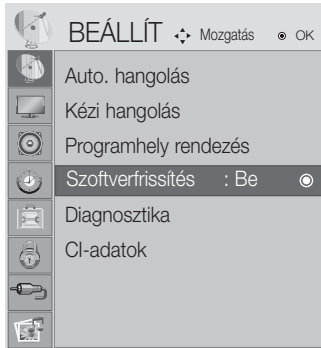 BEÁLLÍT Mozgatás OK
Auto. hangolás
Kézi hangolás
Programhely rendezés
Szoftverfrissítés : Be
Diagnosztika
CI-adatok